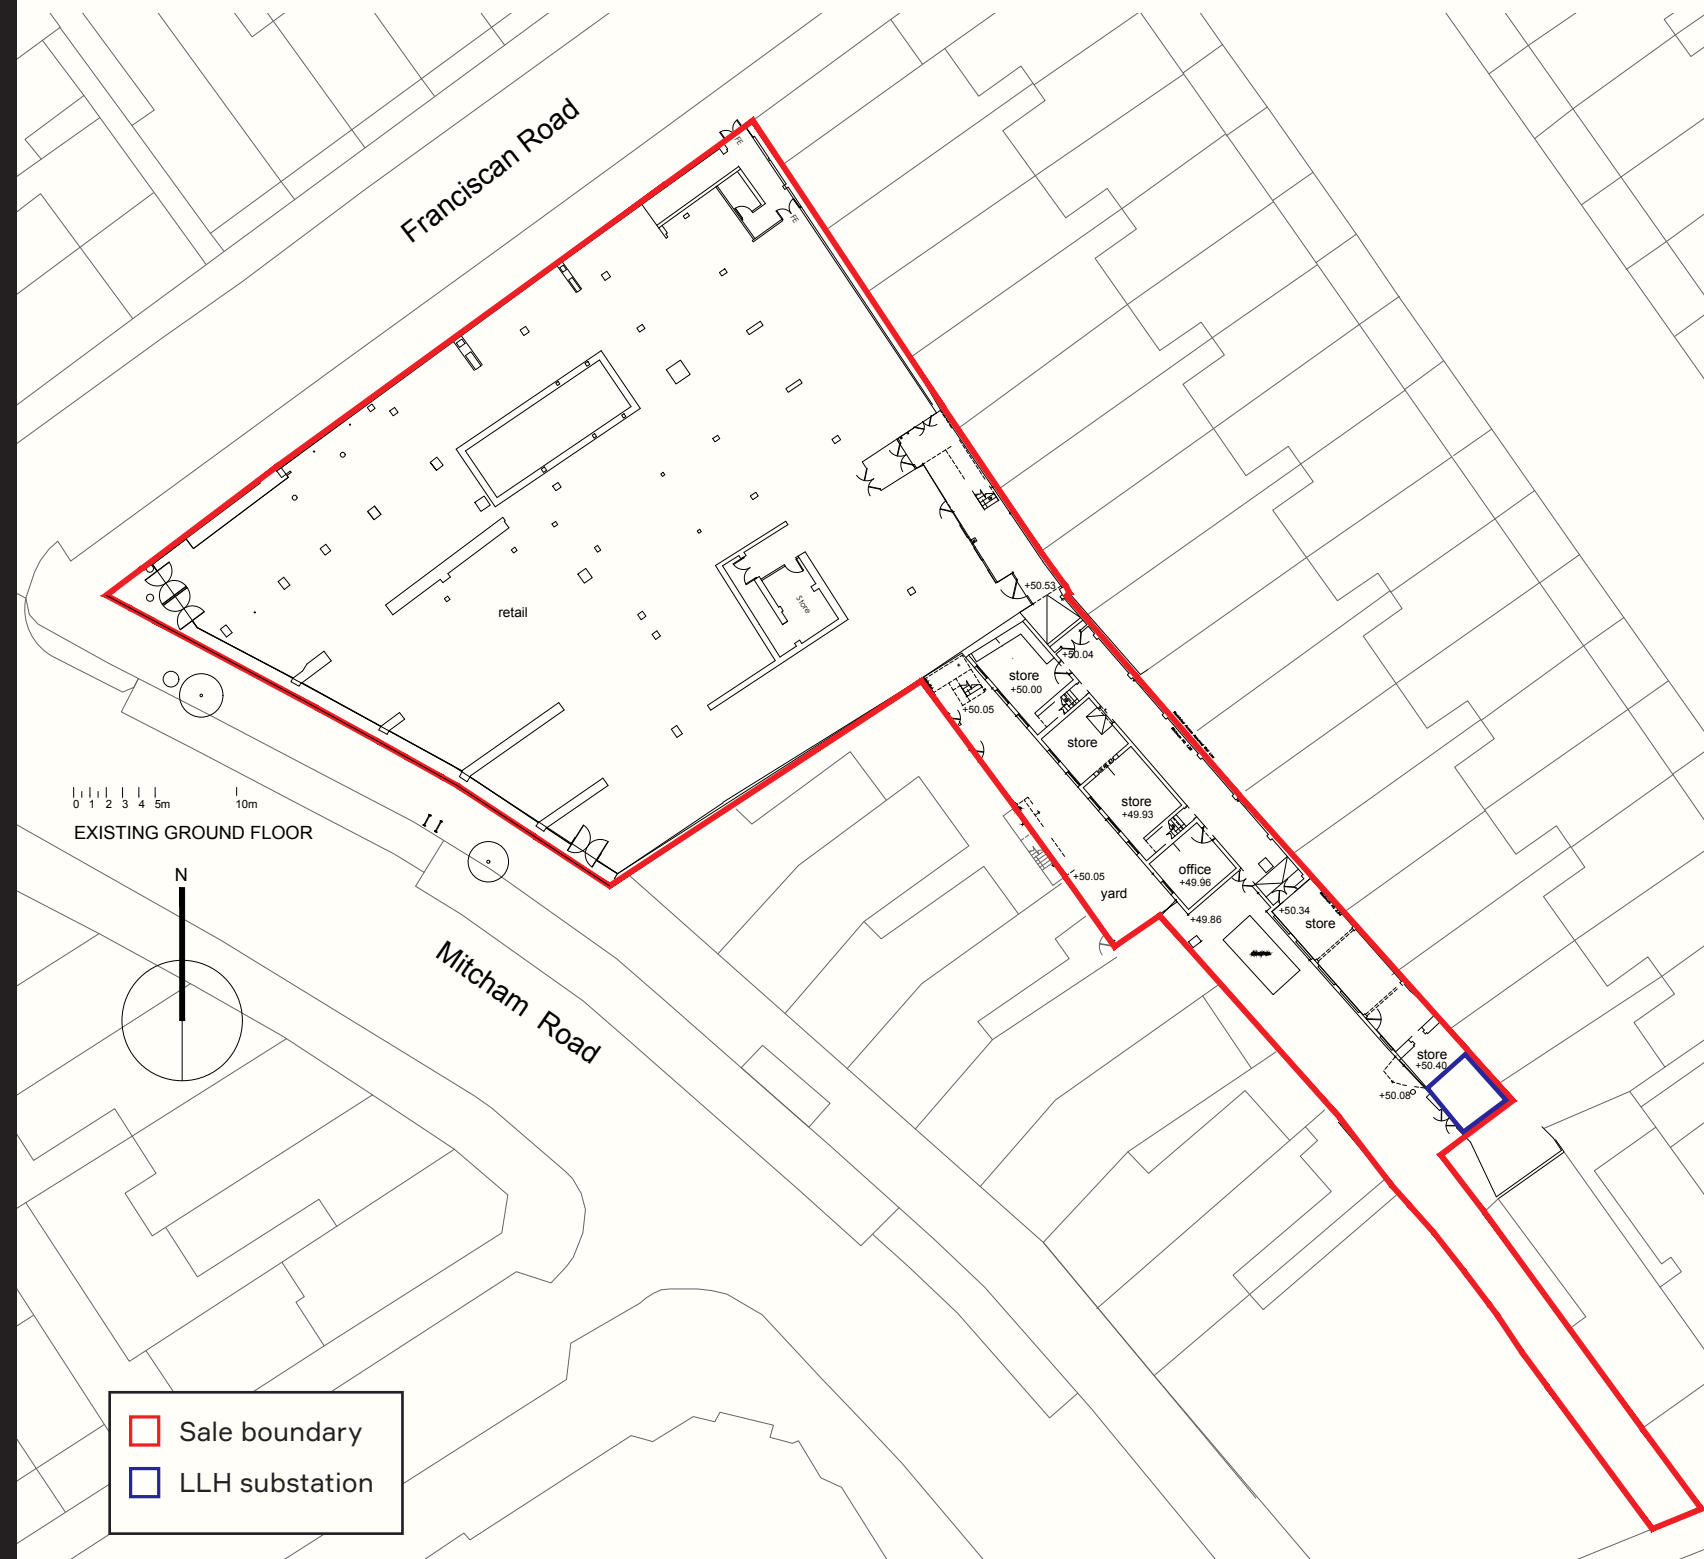 Franciscan Road
FE
FE
retail
Store
+50.53
+50.04
store
+50.00
+50.05
store
store
+49.93
office
+49.96
+50.05
yard
+49.86
+50.34
store
store
+50.40
+50.08
0 1 2 3 4 5m 10m
EXISTING GROUND FLOOR
N
Mitcham Road
Sale boundary
LLH substation